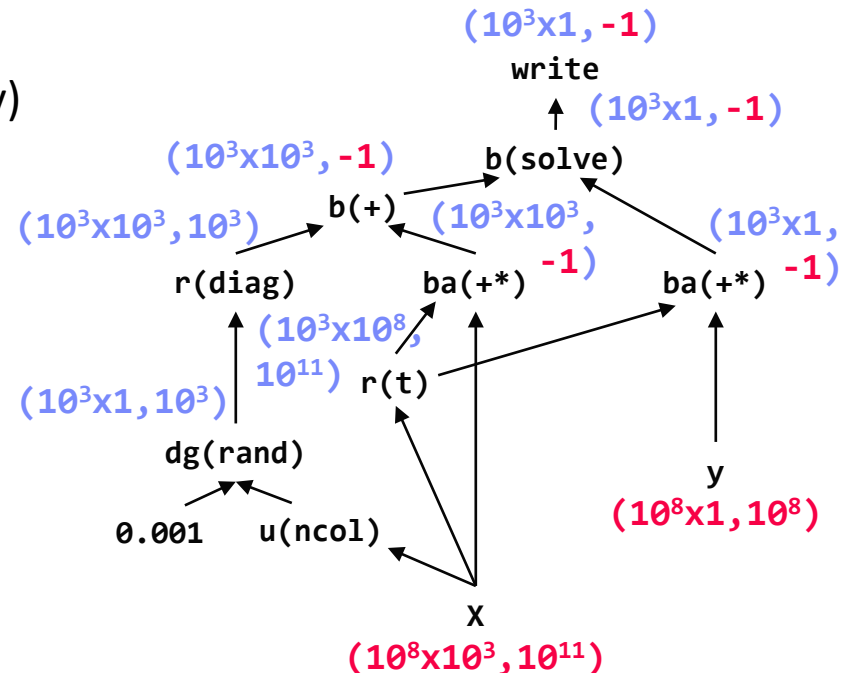 (10³x1,-1)
write
y)
(10³x1,-1)
(10³x10³,-1)
b(solve)
b(+)
(10³x10³,10³)
(10³x10³,
-1)
(10³x1,
-1)
r(diag)
ba(+*)
ba(+*)
(10³x10⁸,
10¹¹)
r(t)
(10³x1,10³)
dg(rand)
y
(10⁸x1,10⁸)
0.001
u(ncol)
X
(10⁸x10³,10¹¹)